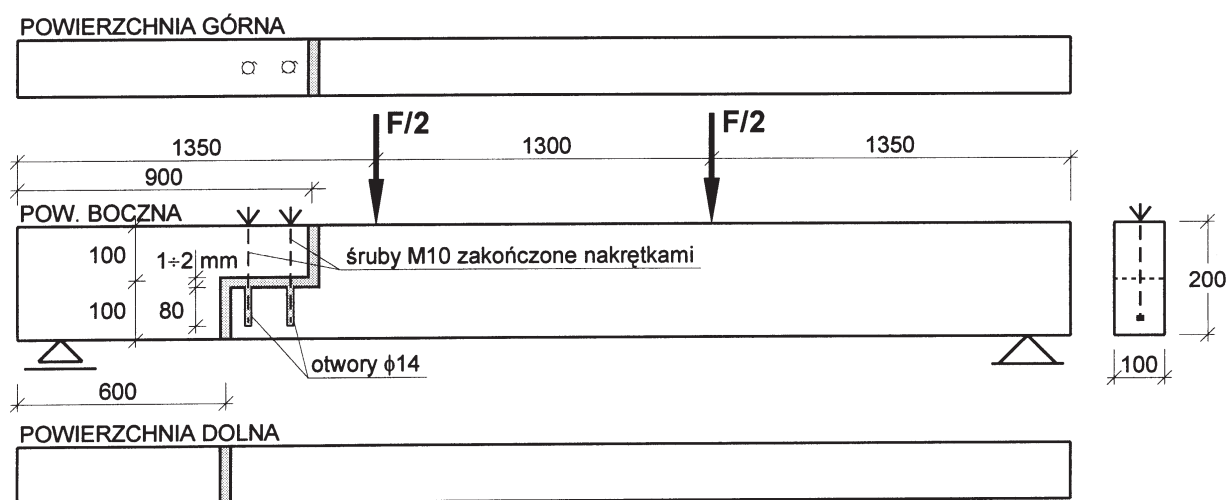 POWIERZCHNIA GÓRNA
F/2
F/2
1350
1300
1350
900
POW. BOCZNA
100
1÷2 mm
śruby M10 zakończone nakrętkami
100
80
200
otwory ϕ14
100
600
POWIERZCHNIA DOLNA